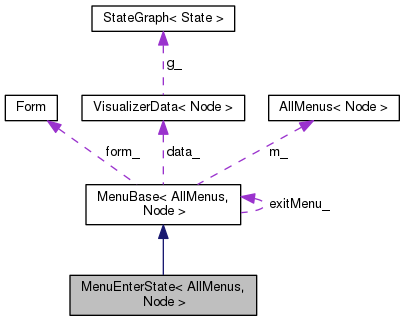 StateGraph< State >
g_
Form
VisualizerData< Node >
AllMenus< Node >
form_
data_
m_
MenuBase< AllMenus,
Node >
exitMenu_
MenuEnterState< AllMenus,
Node >